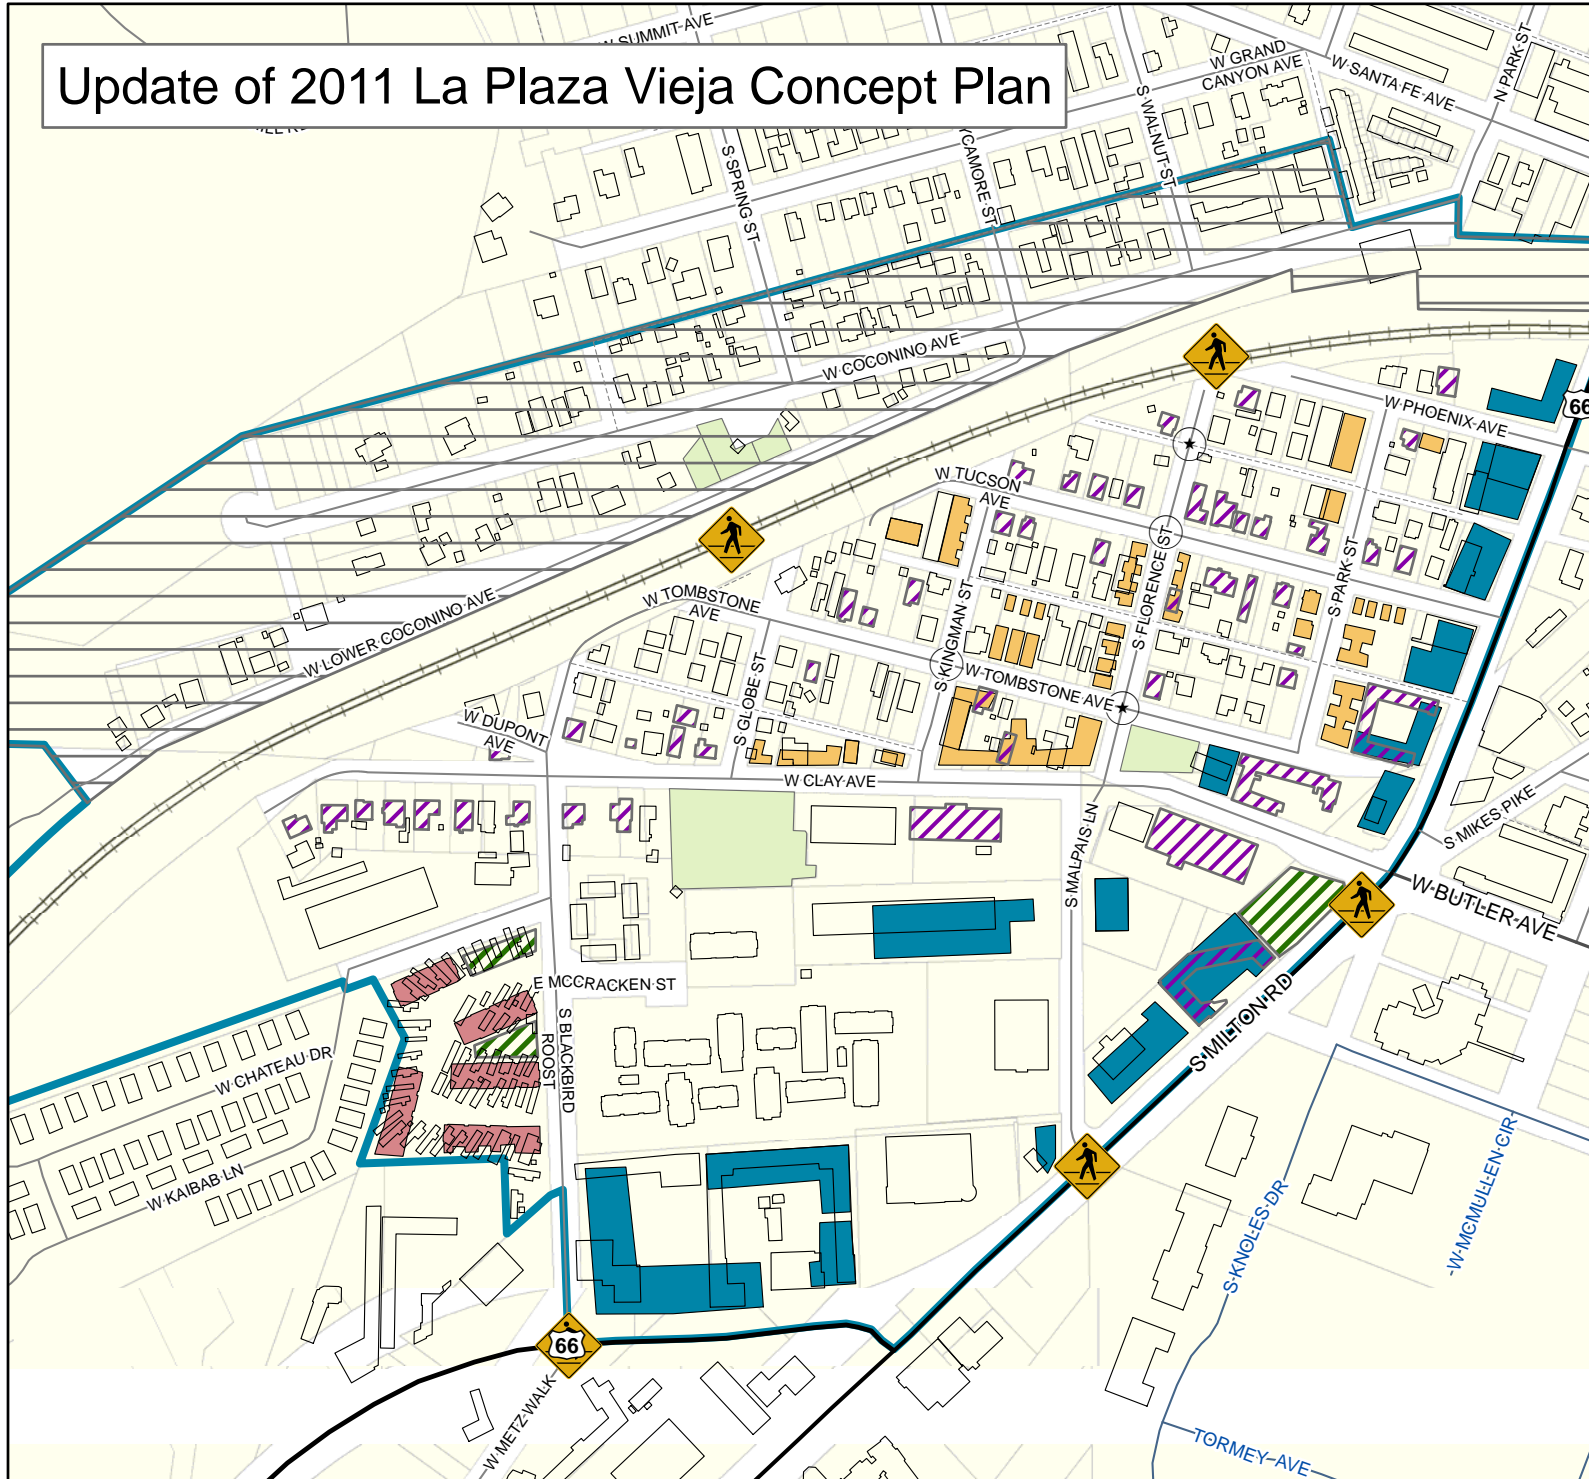 W SUMMIT AVE
Update of 2011 La Plaza Vieja Concept Plan
W GRAND
CANYON AVE
W SANTA FE AVE
N PARK ST
S WALNUT ST
S SPRING ST
YCAMORE ST
W COCONINO AVE
W PHOENIX AVE
66
W TUCSON
AVE
S FLORENCE ST
S PARK ST
W LOWER COCONINO AVE
W TOMBSTONE
AVE
S KINGMAN ST
W TOMBSTONE AVE
S GLOBE ST
W DUPONT
AVE
W CLAY AVE
S MIKES PIKE
S MALPAIS LN
W BUTLER AVE
E MCCRACKEN ST
S BLACKBIRD
ROOST
S MILTON RD
W CHATEAU DR
W KAIBAB LN
S KNOLES DR
W MCMULLEN CIR
66
W METZ WALK
TORMEY AVE